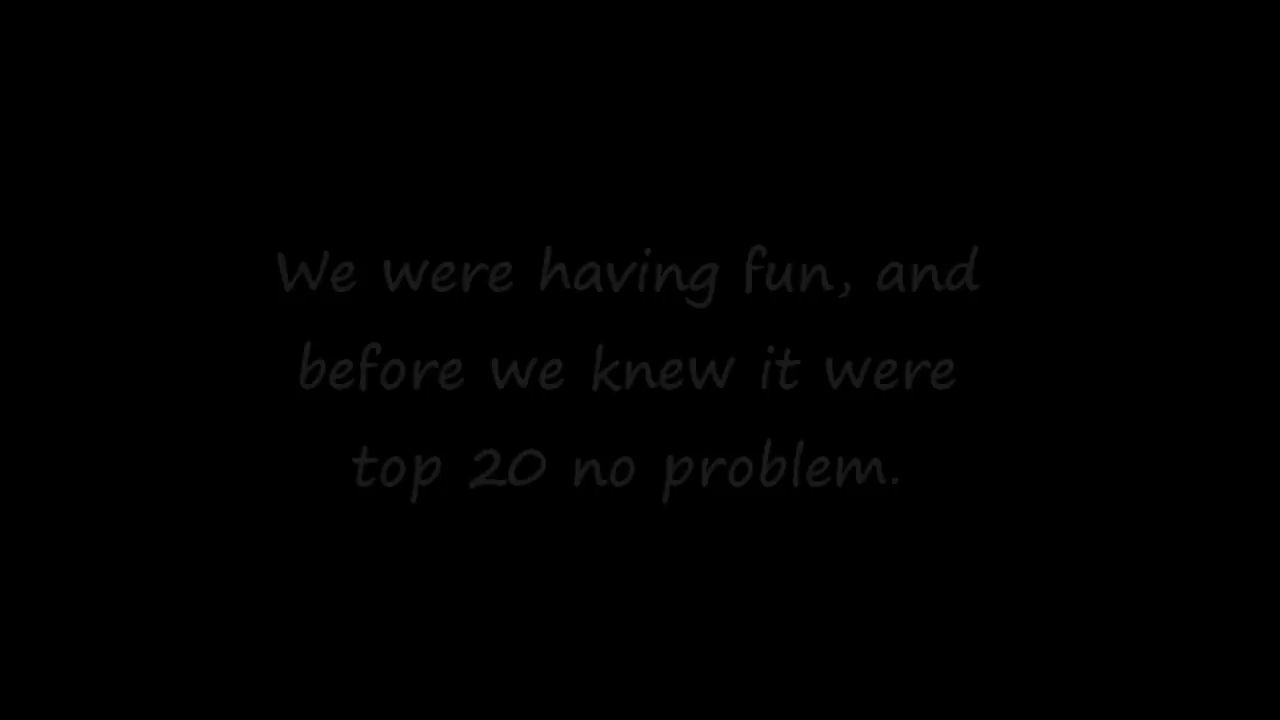 We were having fun, and
before we knew it were
top 20 no problem.